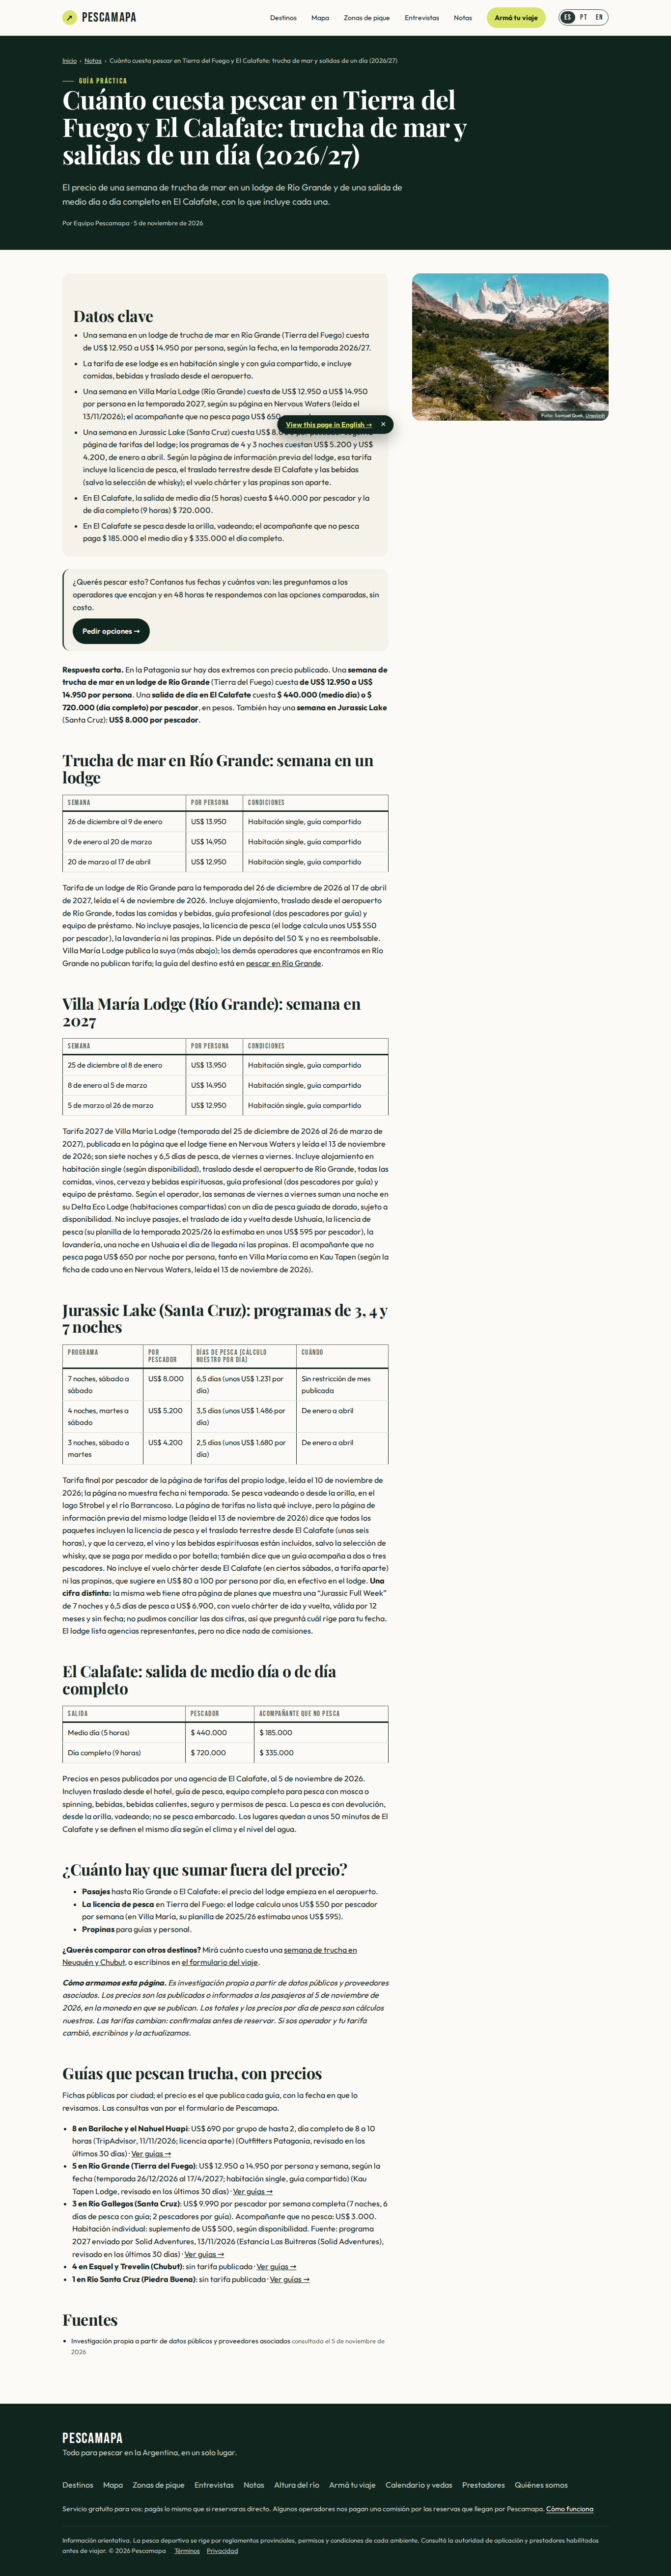 PESCAMAPA
Destinos Mapa Zonas de pique Entrevistas Notas Armá tu viaje ES PT EN
Inicio › Notas › Cuánto cuesta pescar en Tierra del Fuego y El Calafate: trucha de mar y salidas de un día (2026/27)
GUÍA PRÁCTICA
Cuánto cuesta pescar en Tierra del
Fuego y El Calafate: trucha de mar y
salidas de un día (2026/27)
El precio de una semana de trucha de mar en un lodge de Río Grande y de una salida de
medio día o día completo en El Calafate, con lo que incluye cada una.
Por Equipo Pescamapa · 5 de noviembre de 2026
Datos clave
• Una semana en un lodge de trucha de mar en Río Grande (Tierra del Fuego) cuesta
de US$ 12.950 a US$ 14.950 por persona, según la fecha, en la temporada 2026/27.
• La tarifa de ese lodge es en habitación single y con guía compartido, e incluye
comidas, bebidas y traslado desde el aeropuerto.
• Una semana en Villa María Lodge (Río Grande) cuesta de US$ 12.950 a US$ 14.950
por persona en la temporada 2027, según su página en Nervous Waters (leída el
13/11/2026); el acompañante que no pesca paga US$ 650
View this page in English → ✕
• Una semana en Jurassic Lake (Santa Cruz) cuesta US$ 8.0
página de tarifas del lodge; los programas de 4 y 3 noches cuestan US$ 5.200 y US$
4.200, de enero a abril. Según la página de información previa del lodge, esa tarifa
incluye la licencia de pesca, el traslado terrestre desde El Calafate y las bebidas
(salvo la selección de whisky); el vuelo chárter y las propinas son aparte.
• En El Calafate, la salida de medio día (5 horas) cuesta $ 440.000 por pescador y la
de día completo (9 horas) $ 720.000.
• En El Calafate se pesca desde la orilla, vadeando; el acompañante que no pesca
paga $ 185.000 el medio día y $ 335.000 el día completo.
Foto: Samuel Quek, Unsplash
¿Querés pescar esto? Contanos tus fechas y cuántos van: les preguntamos a los
operadores que encajan y en 48 horas te respondemos con las opciones comparadas, sin
costo.
Pedir opciones →
Respuesta corta. En la Patagonia sur hay dos extremos con precio publicado. Una semana de
trucha de mar en un lodge de Río Grande (Tierra del Fuego) cuesta de US$ 12.950 a US$
14.950 por persona. Una salida de día en El Calafate cuesta $ 440.000 (medio día) o $
720.000 (día completo) por pescador, en pesos. También hay una semana en Jurassic Lake
(Santa Cruz): US$ 8.000 por pescador.
Trucha de mar en Río Grande: semana en un
lodge
SEMANA POR PERSONA CONDICIONES
26 de diciembre al 9 de enero US$ 13.950 Habitación single, guía compartido
9 de enero al 20 de marzo US$ 14.950 Habitación single, guía compartido
20 de marzo al 17 de abril US$ 12.950 Habitación single, guía compartido
Tarifa de un lodge de Río Grande para la temporada del 26 de diciembre de 2026 al 17 de abril
de 2027, leída el 4 de noviembre de 2026. Incluye alojamiento, traslado desde el aeropuerto
de Río Grande, todas las comidas y bebidas, guía profesional (dos pescadores por guía) y
equipo de préstamo. No incluye pasajes, la licencia de pesca (el lodge calcula unos US$ 550
por pescador), la lavandería ni las propinas. Pide un depósito del 50 % y no es reembolsable.
Villa María Lodge publica la suya (más abajo); los demás operadores que encontramos en Río
Grande no publican tarifa; la guía del destino está en pescar en Río Grande.
Villa María Lodge (Río Grande): semana en
2027
SEMANA POR PERSONA CONDICIONES
25 de diciembre al 8 de enero US$ 13.950 Habitación single, guía compartido
8 de enero al 5 de marzo US$ 14.950 Habitación single, guía compartido
5 de marzo al 26 de marzo US$ 12.950 Habitación single, guía compartido
Tarifa 2027 de Villa María Lodge (temporada del 25 de diciembre de 2026 al 26 de marzo de
2027), publicada en la página que el lodge tiene en Nervous Waters y leída el 13 de noviembre
de 2026; son siete noches y 6,5 días de pesca, de viernes a viernes. Incluye alojamiento en
habitación single (según disponibilidad), traslado desde el aeropuerto de Río Grande, todas las
comidas, vinos, cerveza y bebidas espirituosas, guía profesional (dos pescadores por guía) y
equipo de préstamo. Según el operador, las semanas de viernes a viernes suman una noche en
su Delta Eco Lodge (habitaciones compartidas) con un día de pesca guiada de dorado, sujeto a
disponibilidad. No incluye pasajes, el traslado de ida y vuelta desde Ushuaia, la licencia de
pesca (su planilla de la temporada 2025/26 la estimaba en unos US$ 595 por pescador), la
lavandería, una noche en Ushuaia el día de llegada ni las propinas. El acompañante que no
pesca paga US$ 650 por noche por persona, tanto en Villa María como en Kau Tapen (según la
ficha de cada uno en Nervous Waters, leída el 13 de noviembre de 2026).
Jurassic Lake (Santa Cruz): programas de 3, 4 y
7 noches
PROGRAMA POR PESCADOR DÍAS DE PESCA (CÁLCULO NUESTRO POR DÍA) CUÁNDO
7 noches, sábado a sábado US$ 8.000 6,5 días (unos US$ 1.231 por día) Sin restricción de mes publicada
4 noches, martes a sábado US$ 5.200 3,5 días (unos US$ 1.486 por día) De enero a abril
3 noches, sábado a martes US$ 4.200 2,5 días (unos US$ 1.680 por día) De enero a abril
Tarifa final por pescador de la página de tarifas del propio lodge, leída el 10 de noviembre de
2026; la página no muestra fecha ni temporada. Se pesca vadeando o desde la orilla, en el
lago Strobel y el río Barrancoso. La página de tarifas no lista qué incluye, pero la página de
información previa del mismo lodge (leída el 13 de noviembre de 2026) dice que todos los
paquetes incluyen la licencia de pesca y el traslado terrestre desde El Calafate (unas seis
horas), y que la cerveza, el vino y las bebidas espirituosas están incluidos, salvo la selección de
whisky, que se paga por medida o por botella; también dice que un guía acompaña a dos o tres
pescadores. No incluye el vuelo chárter desde El Calafate (en ciertos sábados, a tarifa aparte)
ni las propinas, que sugiere en US$ 80 a 100 por persona por día, en efectivo en el lodge. Una
cifra distinta: la misma web tiene otra página de planes que muestra una "Jurassic Full Week"
de 7 noches y 6,5 días de pesca a US$ 6.900, con vuelo chárter de ida y vuelta, válida por 12
meses y sin fecha; no pudimos conciliar las dos cifras, así que preguntá cuál rige para tu fecha.
El lodge lista agencias representantes, pero no dice nada de comisiones.
El Calafate: salida de medio día o de día
completo
SALIDA PESCADOR ACOMPAÑANTE QUE NO PESCA
Medio día (5 horas) $ 440.000 $ 185.000
Día completo (9 horas) $ 720.000 $ 335.000
Precios en pesos publicados por una agencia de El Calafate, al 5 de noviembre de 2026.
Incluyen traslado desde el hotel, guía de pesca, equipo completo para pesca con mosca o
spinning, bebidas, bebidas calientes, seguro y permisos de pesca. La pesca es con devolución,
desde la orilla, vadeando; no se pesca embarcado. Los lugares quedan a unos 50 minutos de El
Calafate y se definen el mismo día según el clima y el nivel del agua.
¿Cuánto hay que sumar fuera del precio?
• Pasajes hasta Río Grande o El Calafate: el precio del lodge empieza en el aeropuerto.
• La licencia de pesca en Tierra del Fuego: el lodge calcula unos US$ 550 por pescador
por semana (en Villa María, su planilla de 2025/26 estimaba unos US$ 595).
• Propinas para guías y personal.
¿Querés comparar con otros destinos? Mirá cuánto cuesta una semana de trucha en
Neuquén y Chubut, o escribinos en el formulario del viaje.
Cómo armamos esta página. Es investigación propia a partir de datos públicos y proveedores
asociados. Los precios son los publicados o informados a los pasajeros al 5 de noviembre de
2026, en la moneda en que se publican. Los totales y los precios por día de pesca son cálculos
nuestros. Las tarifas cambian: confirmalas antes de reservar. Si sos operador y tu tarifa
cambió, escribinos y la actualizamos.
Guías que pescan trucha, con precios
Fichas públicas por ciudad; el precio es el que publica cada guía, con la fecha en que lo
revisamos. Las consultas van por el formulario de Pescamapa.
• 8 en Bariloche y el Nahuel Huapi: US$ 690 por grupo de hasta 2, día completo de 8 a 10
horas (TripAdvisor, 11/11/2026; licencia aparte) (Outfitters Patagonia, revisado en los
últimos 30 días) · Ver guías →
• 5 en Río Grande (Tierra del Fuego): US$ 12.950 a 14.950 por persona y semana, según la
fecha (temporada 26/12/2026 al 17/4/2027; habitación single, guía compartido) (Kau
Tapen Lodge, revisado en los últimos 30 días) · Ver guías →
• 3 en Río Gallegos (Santa Cruz): US$ 9.990 por pescador por semana completa (7 noches, 6
días de pesca con guía; 2 pescadores por guía). Acompañante que no pesca: US$ 3.000.
Habitación individual: suplemento de US$ 500, según disponibilidad. Fuente: programa
2027 enviado por Solid Adventures, 13/11/2026 (Estancia Las Buitreras (Solid Adventures),
revisado en los últimos 30 días) · Ver guías →
• 4 en Esquel y Trevelin (Chubut): sin tarifa publicada · Ver guías →
• 1 en Río Santa Cruz (Piedra Buena): sin tarifa publicada · Ver guías →
Fuentes
• Investigación propia a partir de datos públicos y proveedores asociados consultada el 5 de noviembre de
2026
PESCAMAPA
Todo para pescar en la Argentina, en un solo lugar.
Destinos Mapa Zonas de pique Entrevistas Notas Altura del río Armá tu viaje Calendario y vedas Prestadores Quiénes somos
Servicio gratuito para vos: pagás lo mismo que si reservaras directo. Algunos operadores nos pagan una comisión por las reservas que llegan por Pescamapa. Cómo funciona
Información orientativa. La pesca deportiva se rige por reglamentos provinciales, permisos y condiciones de cada ambiente. Consultá la autoridad de aplicación y prestadores habilitados
antes de viajar. © 2026 Pescamapa Términos Privacidad